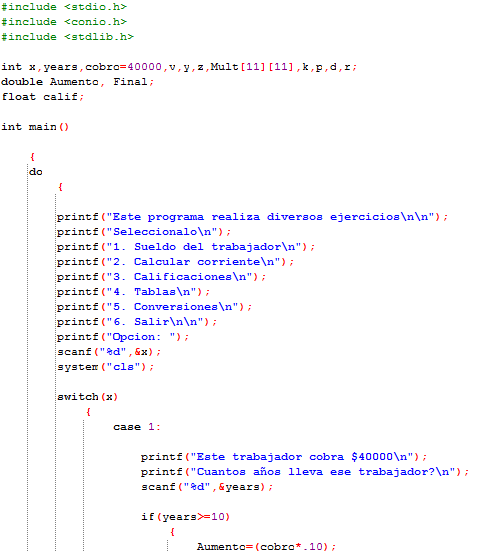 #include <stdio.h>
#include <conio.h>
#include <stdlib.h>
int x,years,cobro=40000,v,y,z,Mult[11][11],k,p,d,r;
double Aumento, Final;
float calif;
int main()
{
do
{
printf("Este programa realiza diversos ejercicios\n\n");
printf("Seleccionalo\n");
printf("1. Sueldo del trabajador\n");
printf("2. Calcular corriente\n");
printf("3. Calificaciones\n");
printf("4. Tablas\n");
printf("5. Conversiones\n");
printf("6. Salir\n\n");
printf("Opcion: ");
scanf("%d",&x);
system("cls");
switch(x)
{
case 1:
printf("Este trabajador cobra $40000\n");
printf("Cuantos años lleva ese trabajador?\n");
scanf("%d",&years);
if(years>=10)
{
Aumento=(cobro*.10);